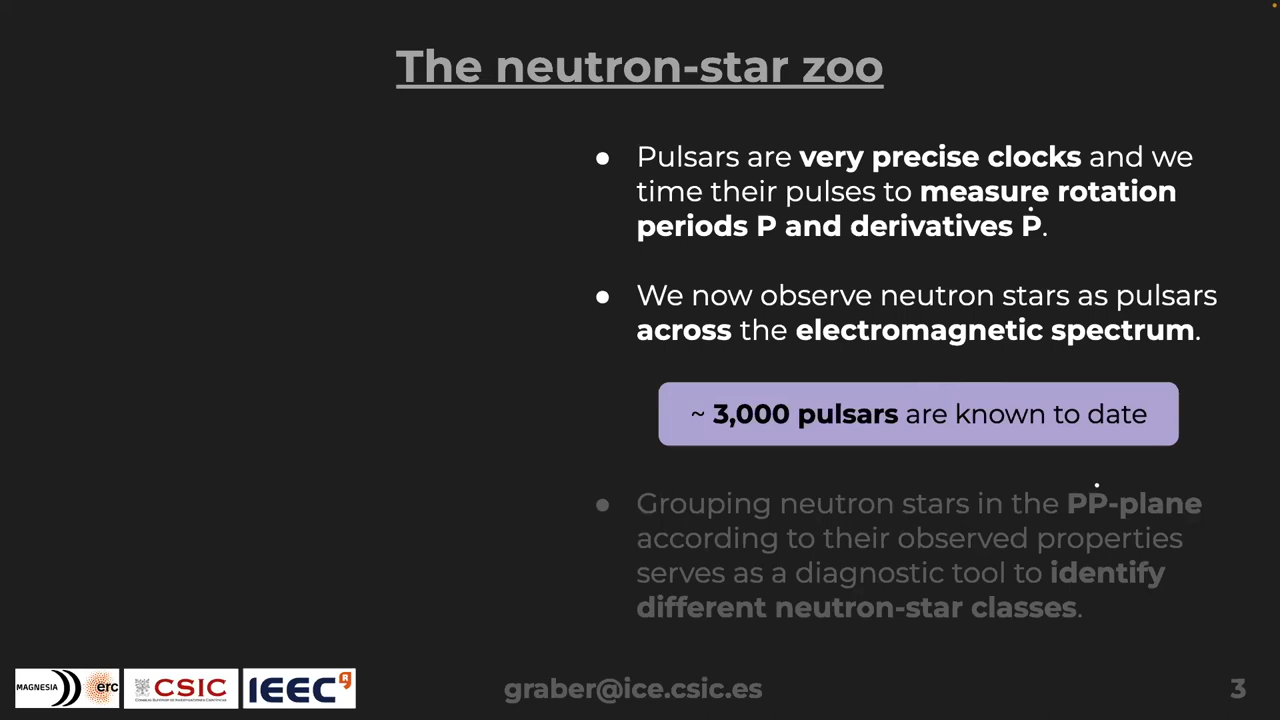 The neutron-star zoo
● Pulsars are very precise clocks and we
time their pulses to measure rotation
periods P and derivatives Ṗ.
● We now observe neutron stars as pulsars
across the electromagnetic spectrum.
~ 3,000 pulsars are known to date
● Grouping neutron stars in the PṖ-plane
according to their observed properties
serves as a diagnostic tool to identify
different neutron-star classes.
MAGNESIA erc CSIC IEECR
graber@ice.csic.es
3